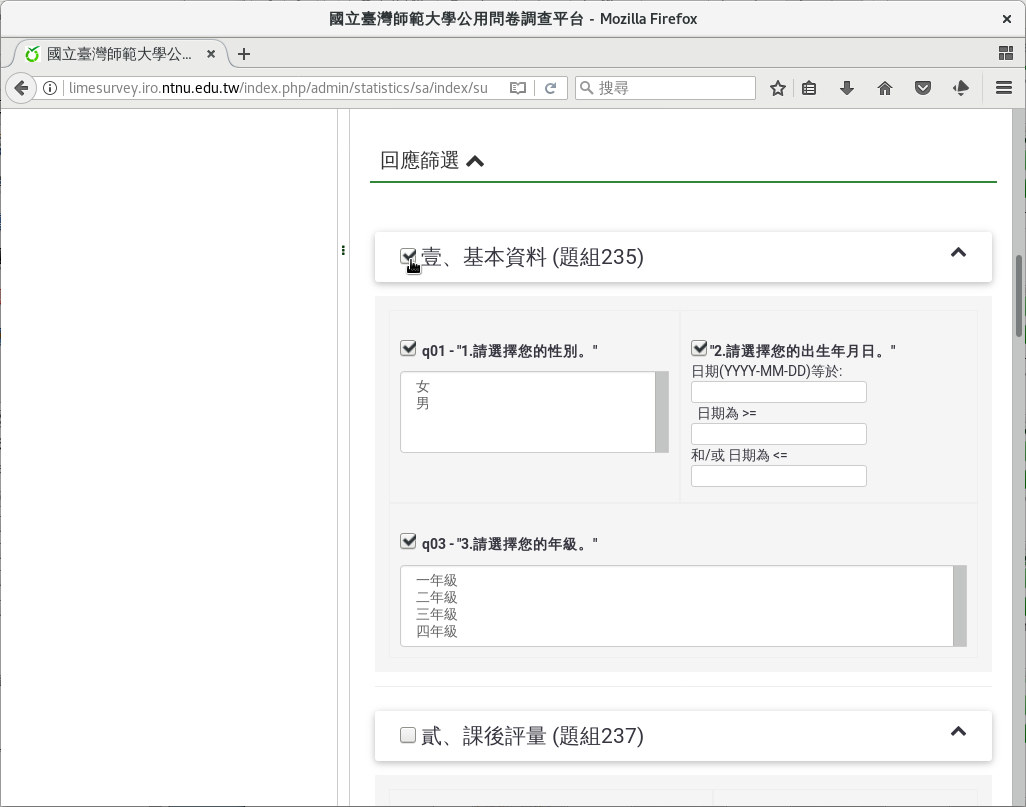 國立臺灣師範大學公用問卷調查平台 - Mozilla Firefox
國立臺灣師範大學公...
limesurvey.iro.ntnu.edu.tw/index.php/admin/statistics/sa/index/su
搜尋
回應篩選
壹、基本資料 (題組235)
q01 - "1.請選擇您的性別。"
女
男
"2.請選擇您的出生年月日。"
日期(YYYY-MM-DD)等於:
日期為 >=
和/或 日期為 <=
q03 - "3.請選擇您的年級。"
一年級
二年級
三年級
四年級
貳、課後評量 (題組237)